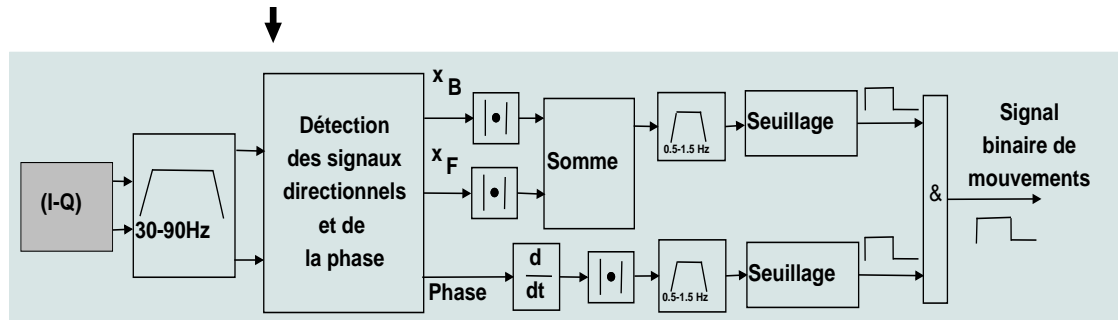 (I-Q)
30-90Hz
Détection
des signaux
directionnels
et de
la phase
x B
x F
Phase
|•|
|•|
d
dt
|•|
Somme
0.5-1.5 Hz
0.5-1.5 Hz
Seuillage
Seuillage
&
Signal
binaire de
mouvements